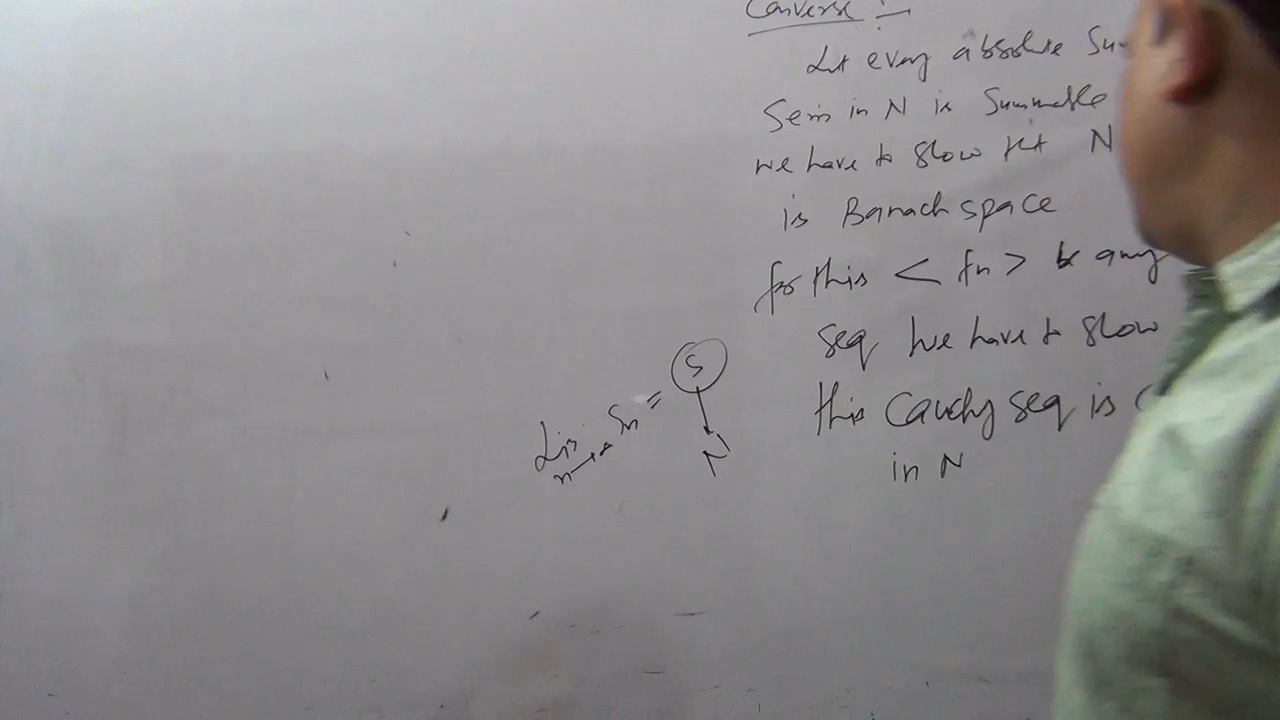 Converse :-
Let every absolute Su
Series in N is Summable
we have to show that N
is Banach space
for this < fn > be any
seq we have to show
this Cauchy seq is C
in N
Lim Sn = S
n→∞
N